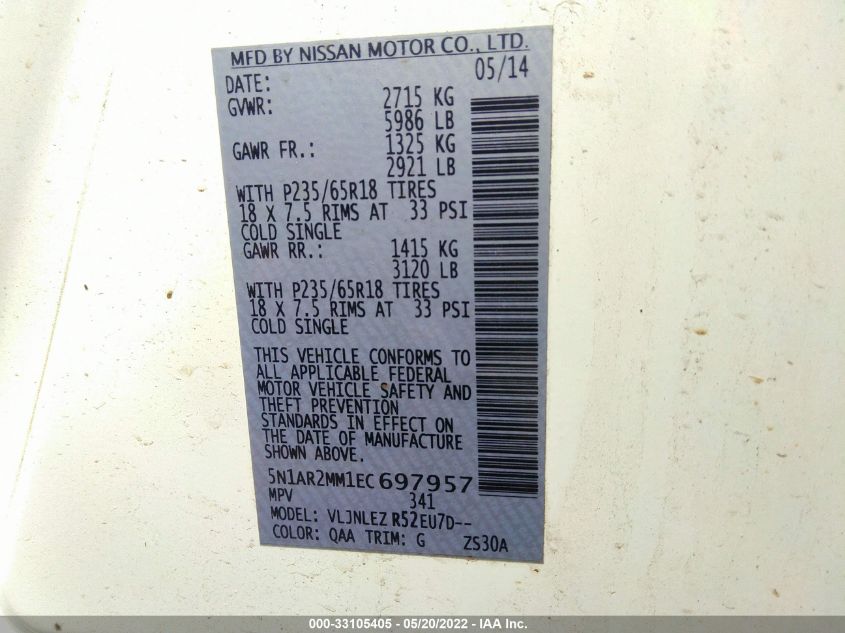 MFD BY NISSAN MOTOR CO., LTD.
DATE: 05/14
GVWR: 2715 KG
5986 LB
GAWR FR.: 1325 KG
2921 LB
WITH P235/65R18 TIRES
18 X 7.5 RIMS AT 33 PSI
COLD SINGLE
GAWR RR.: 1415 KG
3120 LB
WITH P235/65R18 TIRES
18 X 7.5 RIMS AT 33 PSI
COLD SINGLE
THIS VEHICLE CONFORMS TO
ALL APPLICABLE FEDERAL
MOTOR VEHICLE SAFETY AND
THEFT PREVENTION
STANDARDS IN EFFECT ON
THE DATE OF MANUFACTURE
SHOWN ABOVE.
5N1AR2MM1EC697957
MPV 341
MODEL: VLJNLEZ R52EU7D--
COLOR: QAA TRIM: G ZS30A
000-33105405 - 05/20/2022 - IAA Inc.